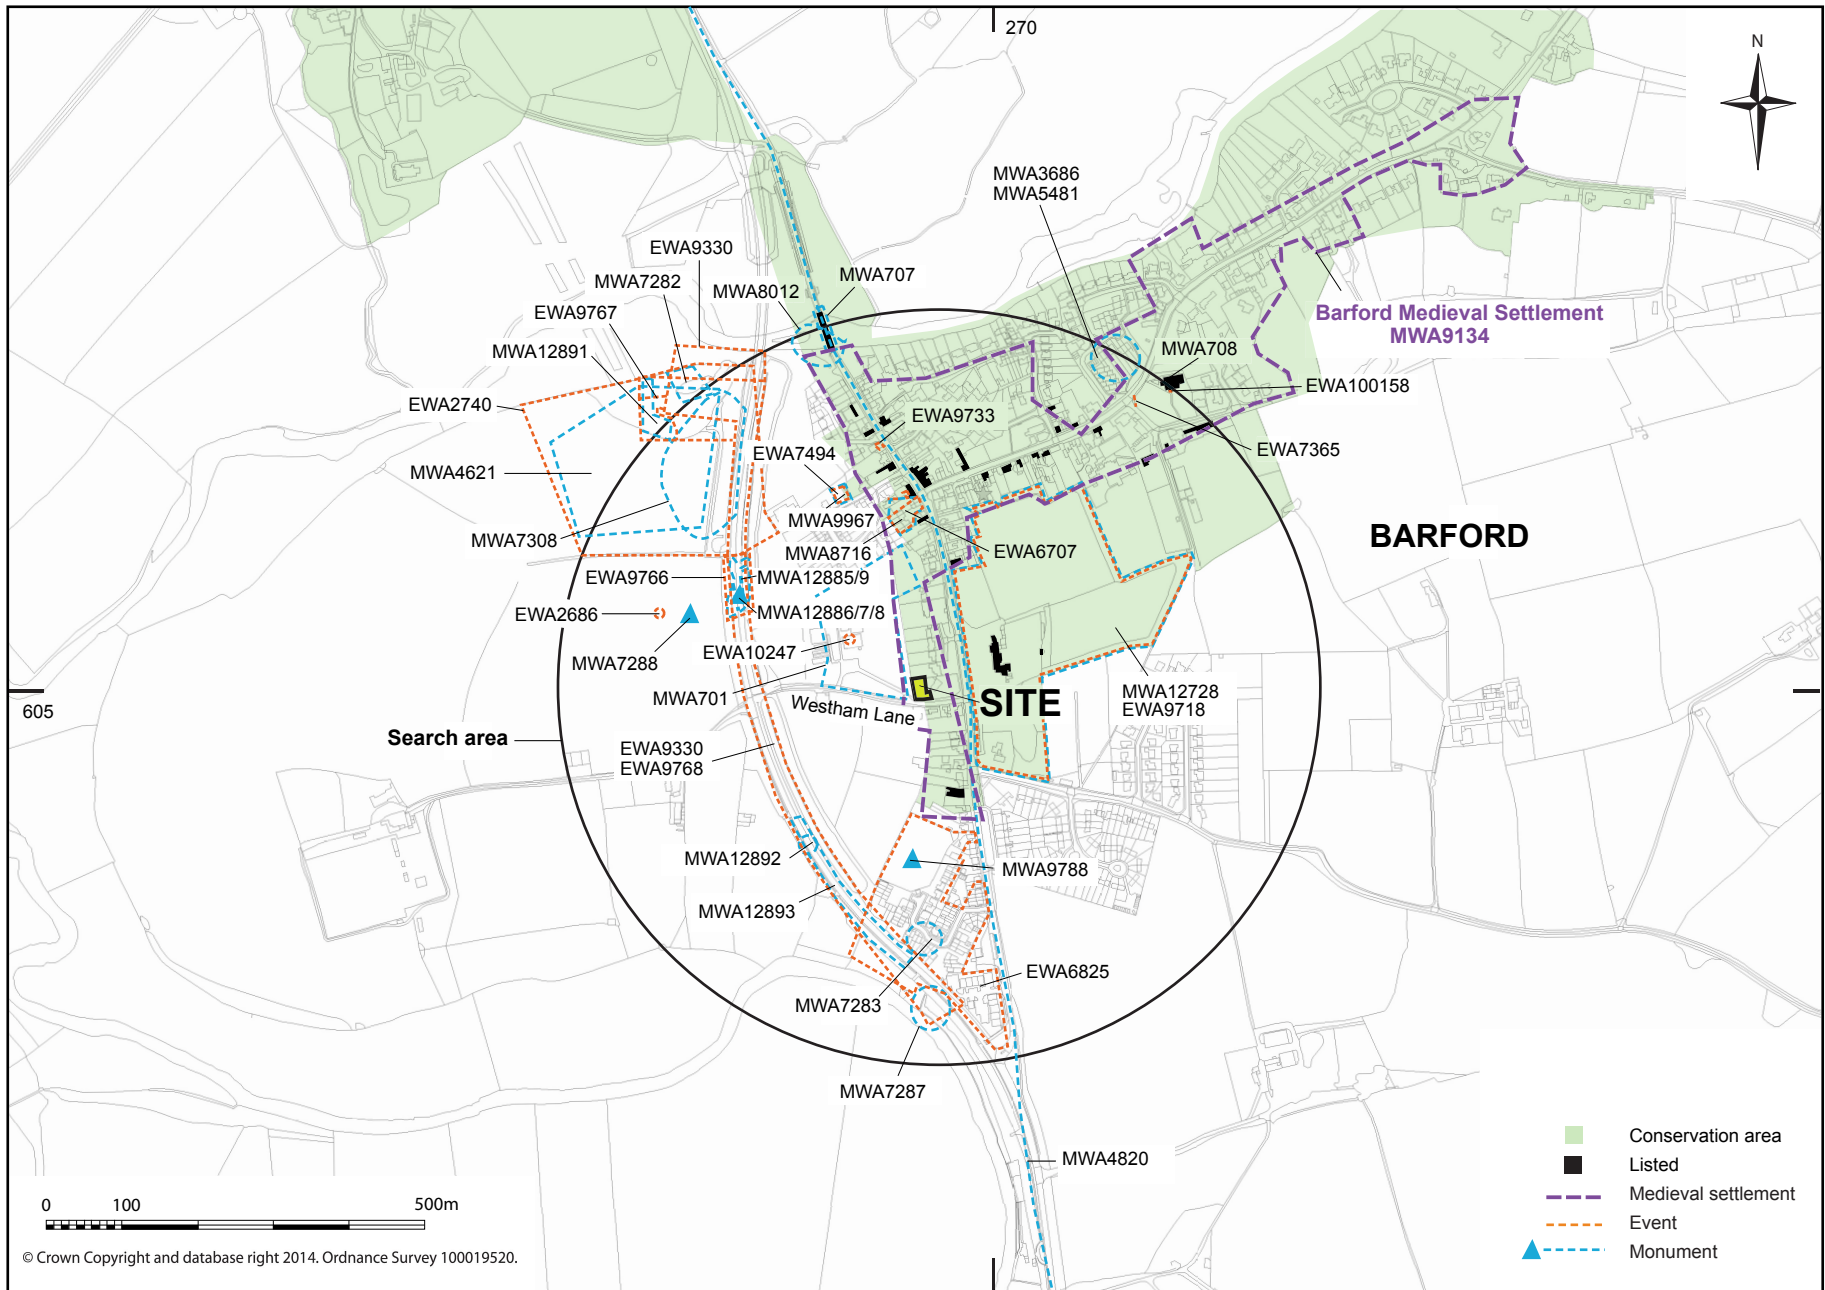 270
N
MWA3686
MWA5481
EWA9330
MWA7282
MWA8012
MWA707
EWA9767
MWA12891
Barford Medieval Settlement
MWA9134
MWA708
EWA100158
EWA2740
EWA9733
EWA7494
EWA7365
MWA4621
MWA9967
MWA7308
MWA8716
EWA6707
BARFORD
EWA9766
MWA12885/9
EWA2686
MWA12886/7/8
EWA10247
MWA7288
MWA701
SITE
MWA12728
EWA9718
605
Westham Lane
Search area
EWA9330
EWA9768
MWA12892
MWA9788
MWA12893
EWA6825
MWA7283
MWA7287
MWA4820
Conservation area
Listed
Medieval settlement
Event
Monument
0 100 500m
© Crown Copyright and database right 2014. Ordnance Survey 100019520.